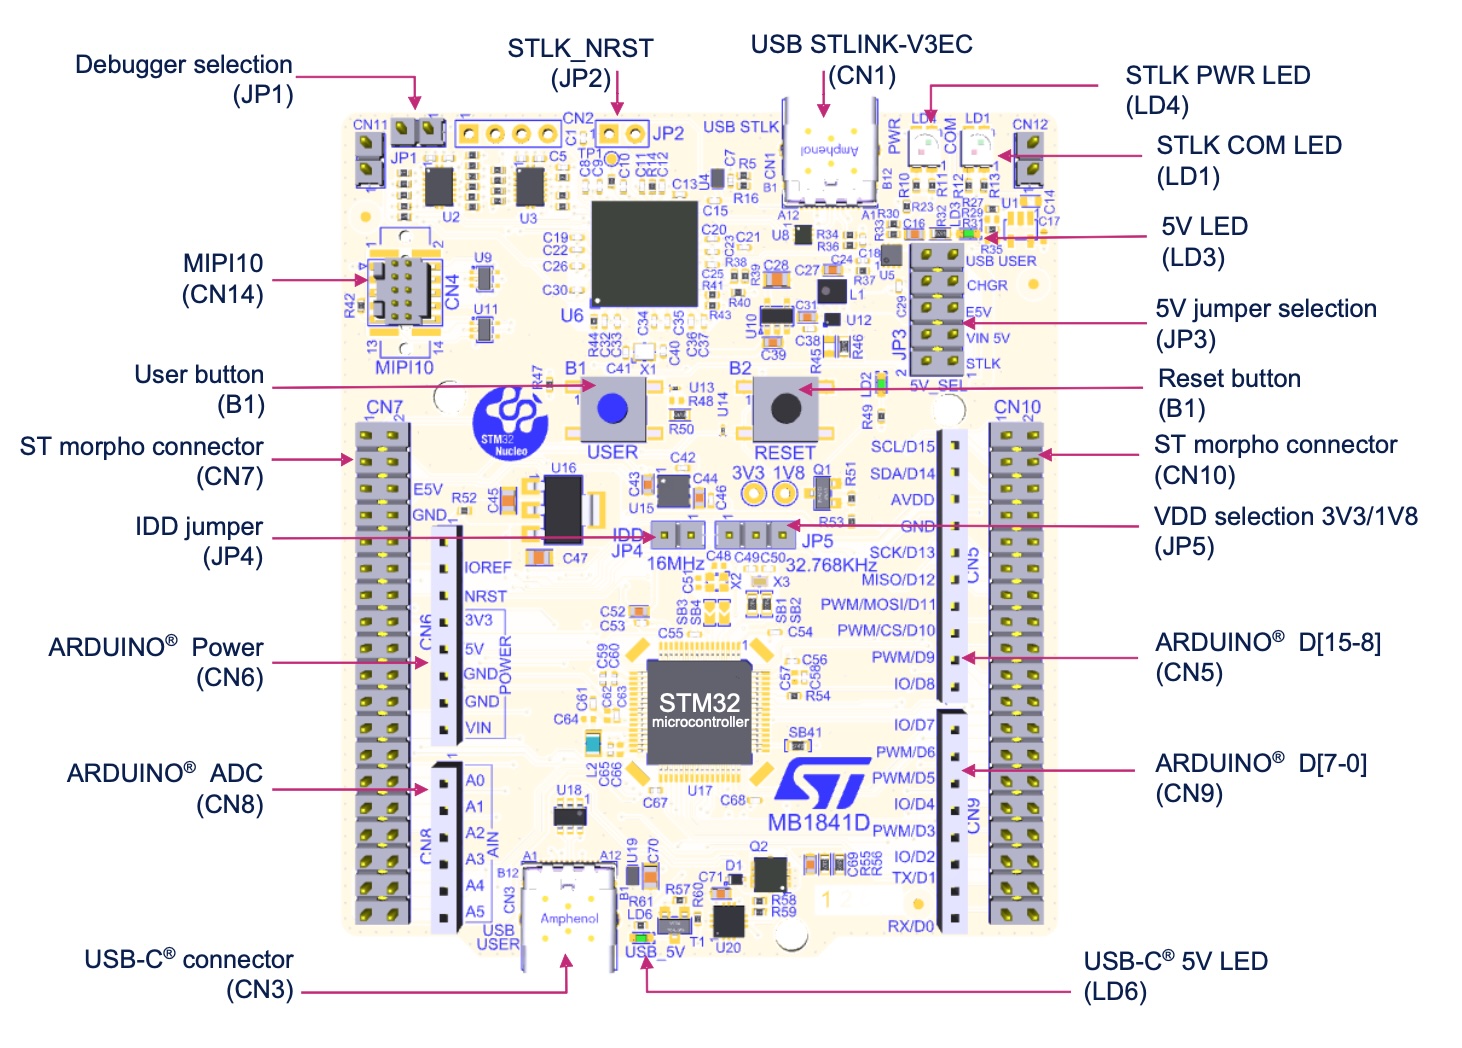 Debugger selection
(JP1)
STLK_NRST
(JP2)
USB STLINK-V3EC
(CN1)
STLK PWR LED
(LD4)
STLK COM LED
(LD1)
5V LED
(LD3)
MIPI10
(CN14)
5V jumper selection
(JP3)
User button
(B1)
Reset button
(B1)
ST morpho connector
(CN7)
ST morpho connector
(CN10)
IDD jumper
(JP4)
VDD selection 3V3/1V8
(JP5)
ARDUINO® Power
(CN6)
ARDUINO® D[15-8]
(CN5)
ARDUINO® ADC
(CN8)
ARDUINO® D[7-0]
(CN9)
USB-C® connector
(CN3)
USB-C® 5V LED
(LD6)
CN11
JP1
CN2
C1
JP2
TP1
USB STLK
CN1
B1
B12
Amphenol
A12
A1
PWR
LD4
COM
LD1
CN12
U2
U3
C5
C8
C9
C10
C11
R14
C12
C13
C15
U4
C7
R5
R16
R10
R11
R12
R13
C14
U1
C17
R23
LD3
R32
R27
R29
R31
R30
R33
C16
R35
C19
C22
C26
C30
U6
C20
C23
C21
C25
R38
R39
R41
R40
R43
U8
R34
R36
C24
R37
C18
U5
C27
C28
L1
C29
C31
U10
U12
C38
C39
R45
R46
U9
U11
R42
1
2
CN4
13
14
MIPI10
R44
C32
C33
C34
C35
C36
C37
C40
C41
X1
USB USER
CHGR
E5V
VIN 5V
STLK
JP3
5V_SEL
R47
B1
USER
STM32
Nucleo
U13
R48
R50
U14
B2
RESET
LD2
R49
CN7
CN10
E5V
GND
R52
C45
U16
C47
C42
C43
U15
C44
C46
3V3
1V8
Q1
R51
R53
IDD
JP4
JP5
16MHz
C48
C49
C50
32.768KHz
C51
X2
X3
SB3
SB4
SB1
SB2
C52
C53
C55
C54
IOREF
NRST
3V3
5V
GND
GND
VIN
CN6
POWER
SCL/D15
SDA/D14
AVDD
GND
SCK/D13
MISO/D12
PWM/MOSI/D11
PWM/CS/D10
PWM/D9
IO/D8
CN5
C59
C60
C61
C62
C63
C64
L2
C65
C66
C67
U17
C68
C56
C57
C58
R54
STM32
microcontroller
SB41
ST
MB1841D
A0
A1
A2
A3
A4
A5
CN8
AIN
IO/D7
PWM/D6
PWM/D5
IO/D4
PWM/D3
IO/D2
TX/D1
RX/D0
CN9
U18
A1
A12
B12
CN3
B1
Amphenol
USB
USER
U19
C70
R61
LD6
USB_5V
R57
R60
T1
C71
D1
Q2
R58
R59
U20
C69
R55
R56